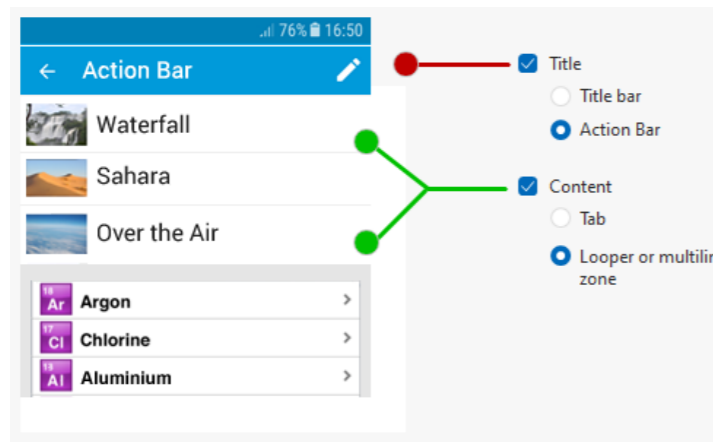 76% 16:50
Action Bar
Waterfall
Sahara
Over the Air
18
Ar Argon
17
Cl Chlorine
13
Al Aluminium
Title
Title bar
Action Bar
Content
Tab
Looper or multilin
zone